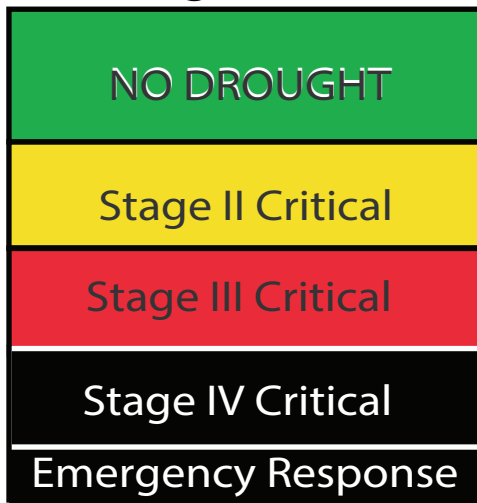 NO DROUGHT
Stage II Critical
Stage III Critical
Stage IV Critical
Emergency Response